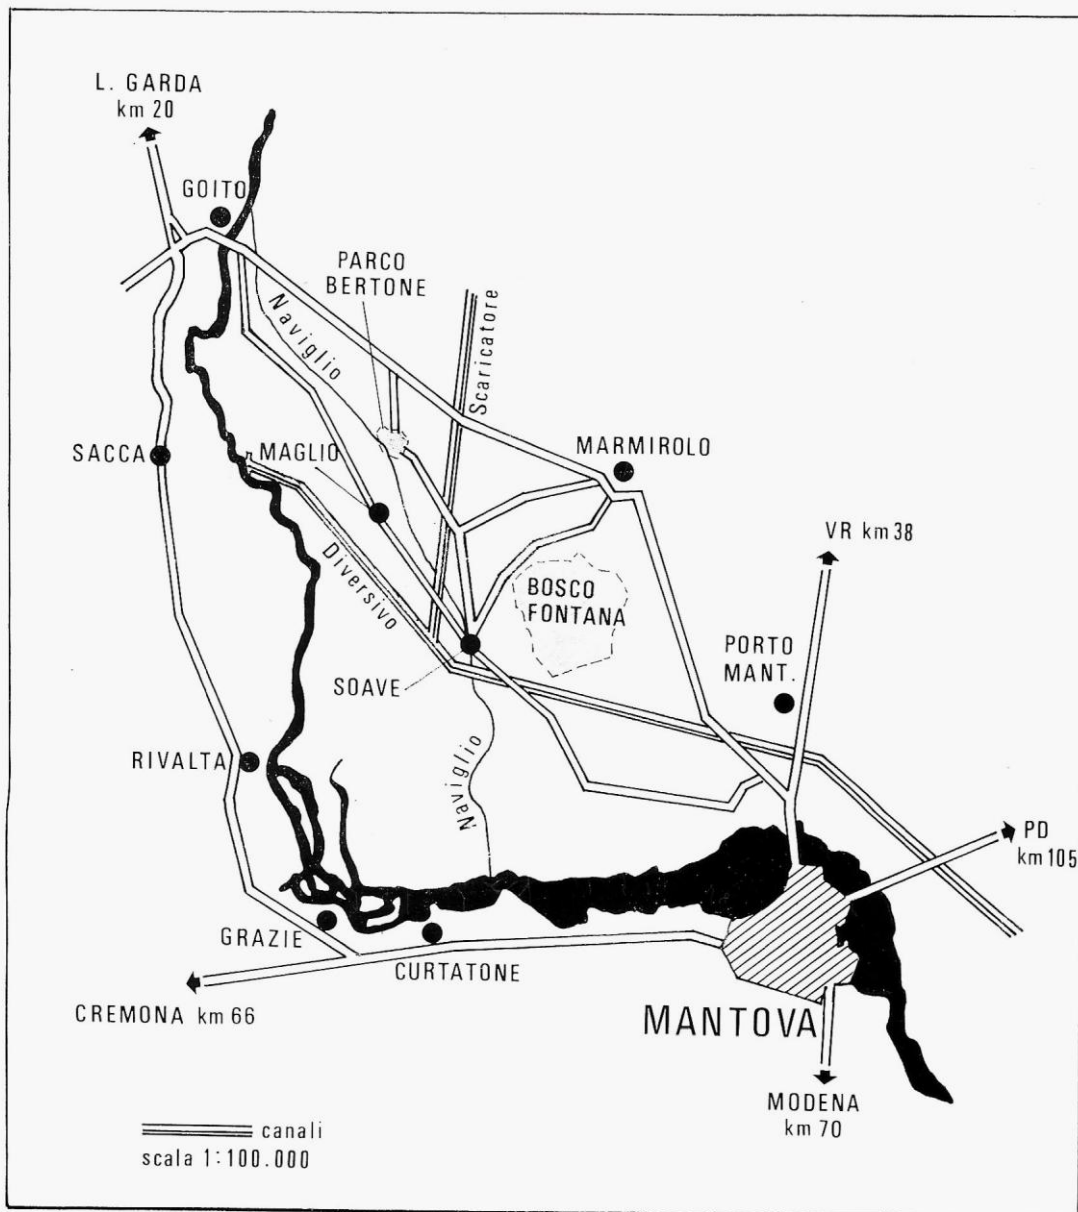 L. GARDA
km 20
GOITO
PARCO
BERTONE
Naviglio
Scaricatore
SACCA
MAGLIO
MARMIROLO
VR km 38
Diversivo
BOSCO
FONTANA
PORTO
MANT.
SOAVE
RIVALTA
Naviglio
PD
km 105
GRAZIE
CURTATONE
CREMONA km 66
MANTOVA
MODENA
km 70
canali
scala 1:100.000